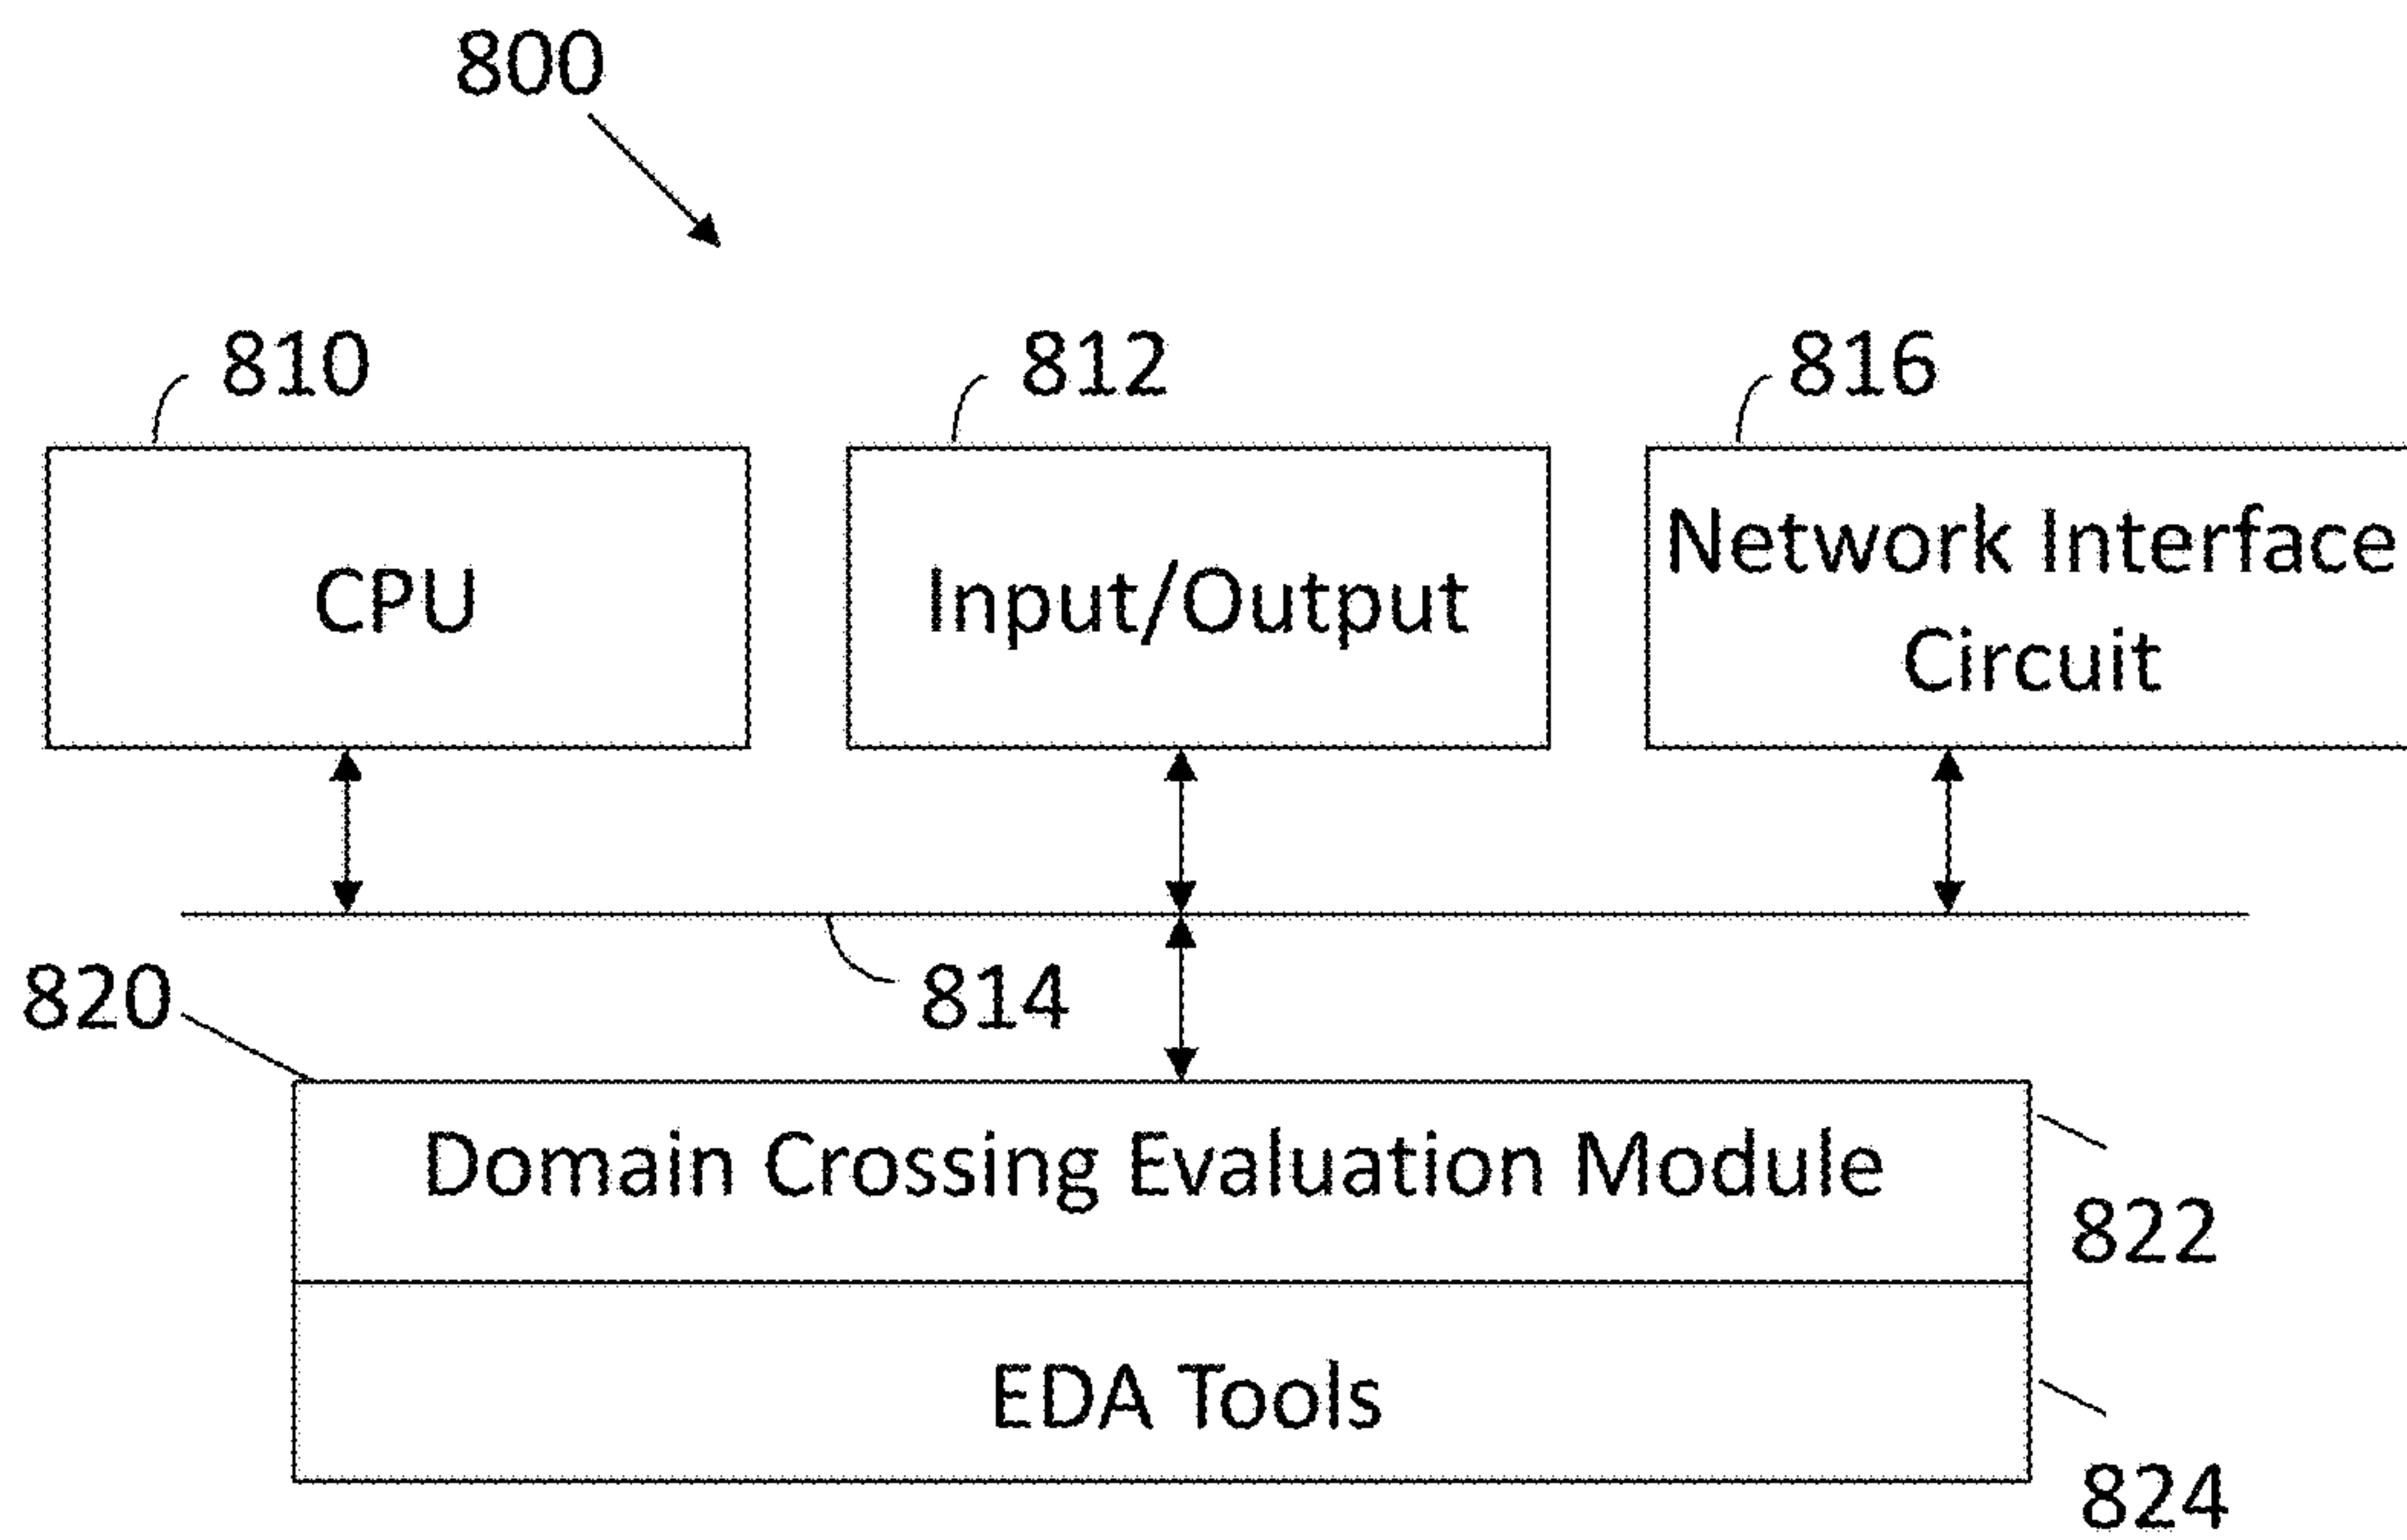 800
810
812
816
CPU
Input/Output
Network Interface
Circuit
814
820
Domain Crossing Evaluation Module
822
EDA Tools
824